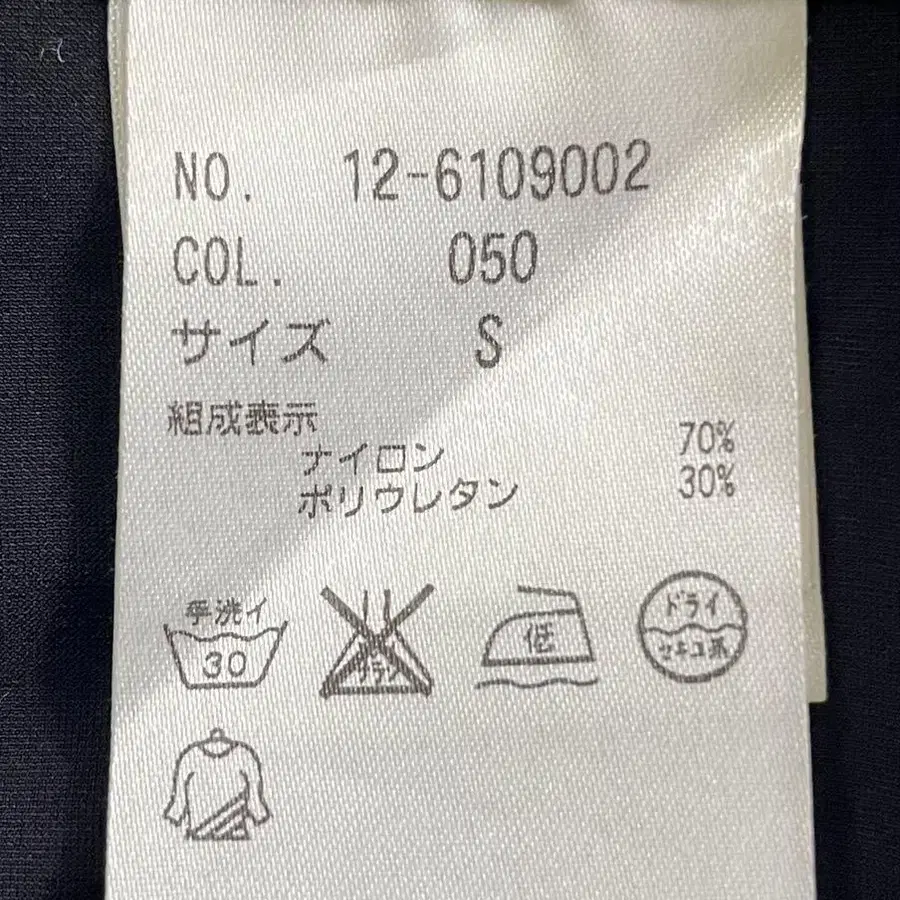 NO. 12-6109002
COL. 050
サイズ S
組成表示
ナイロン 70%
ポリウレタン 30%
手洗イ
30
低
ドライ
セキユ系